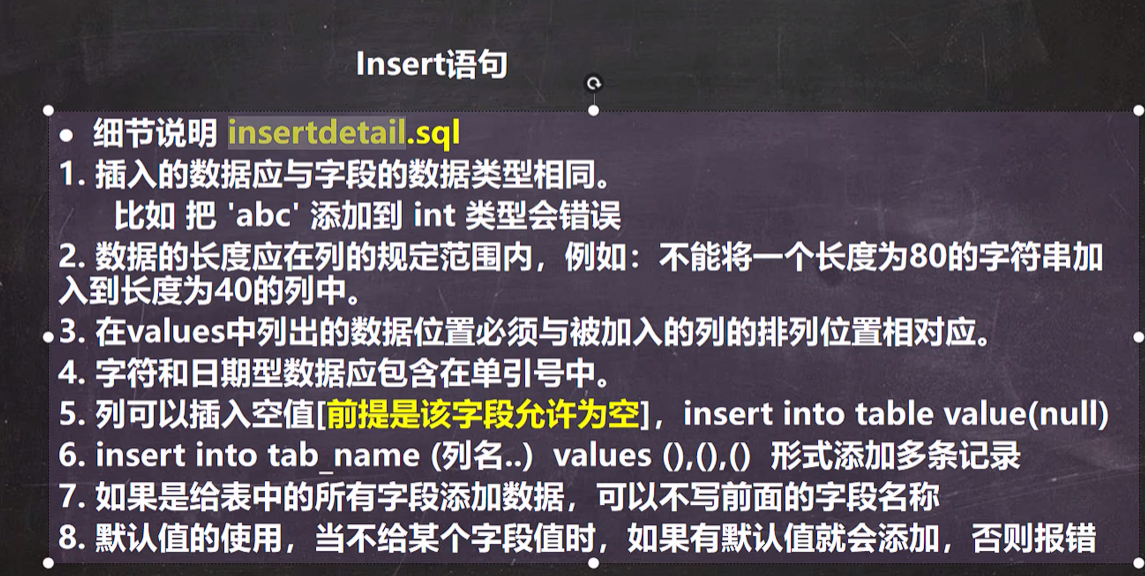 Insert语句
● 细节说明 insertdetail.sql
1. 插入的数据应与字段的数据类型相同。
比如 把 'abc' 添加到 int 类型会错误
2. 数据的长度应在列的规定范围内，例如：不能将一个长度为80的字符串加
入到长度为40的列中。
3. 在values中列出的数据位置必须与被加入的列的排列位置相对应。
4. 字符和日期型数据应包含在单引号中。
5. 列可以插入空值[前提是该字段允许为空]，insert into table value(null)
6. insert into tab_name (列名..) values (),(),() 形式添加多条记录
7. 如果是给表中的所有字段添加数据，可以不写前面的字段名称
8. 默认值的使用，当不给某个字段值时，如果有默认值就会添加，否则报错